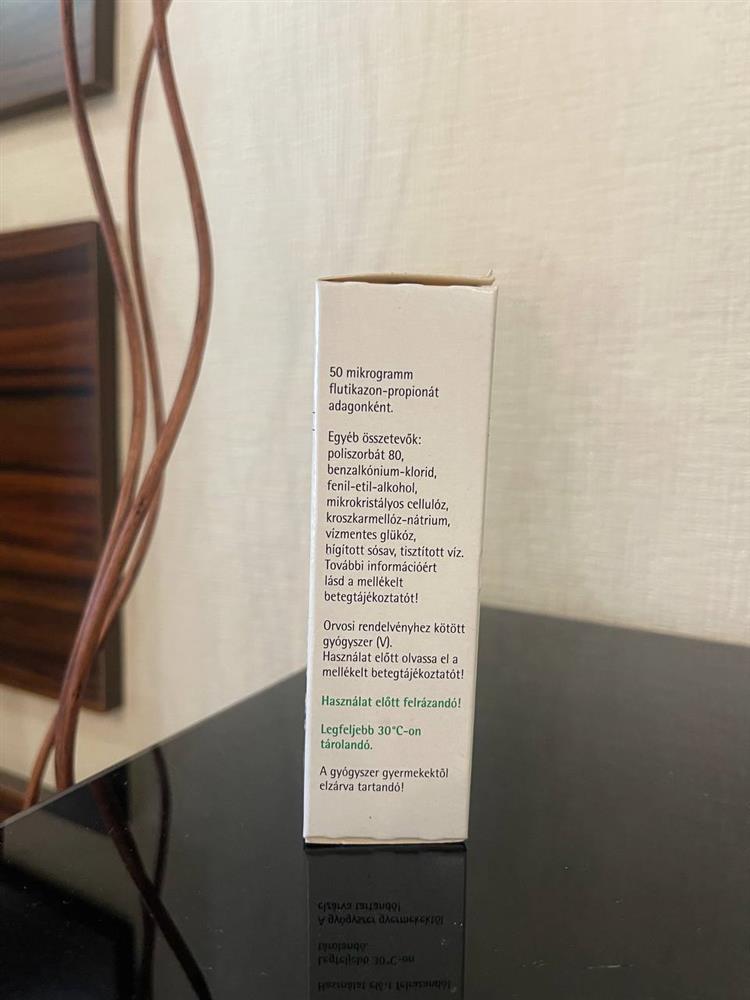 50 mikrogramm
flutikazon-propionát
adagonként.
Egyéb összetevők:
poliszorbát 80,
benzalkónium-klorid,
fenil-etil-alkohol,
mikrokristályos cellulóz,
kroszkarmellóz-nátrium,
vízmentes glükóz,
hígított sósav, tisztított víz.
További információért
lásd a mellékelt
betegtájékoztatót!
Orvosi rendelvényhez kötött
gyógyszer (V).
Használat előtt olvassa el a
mellékelt betegtájékoztatót!
Használat előtt felrázandó!
Legfeljebb 30°C-on
tárolandó.
A gyógyszer gyermekektől
elzárva tartandó!